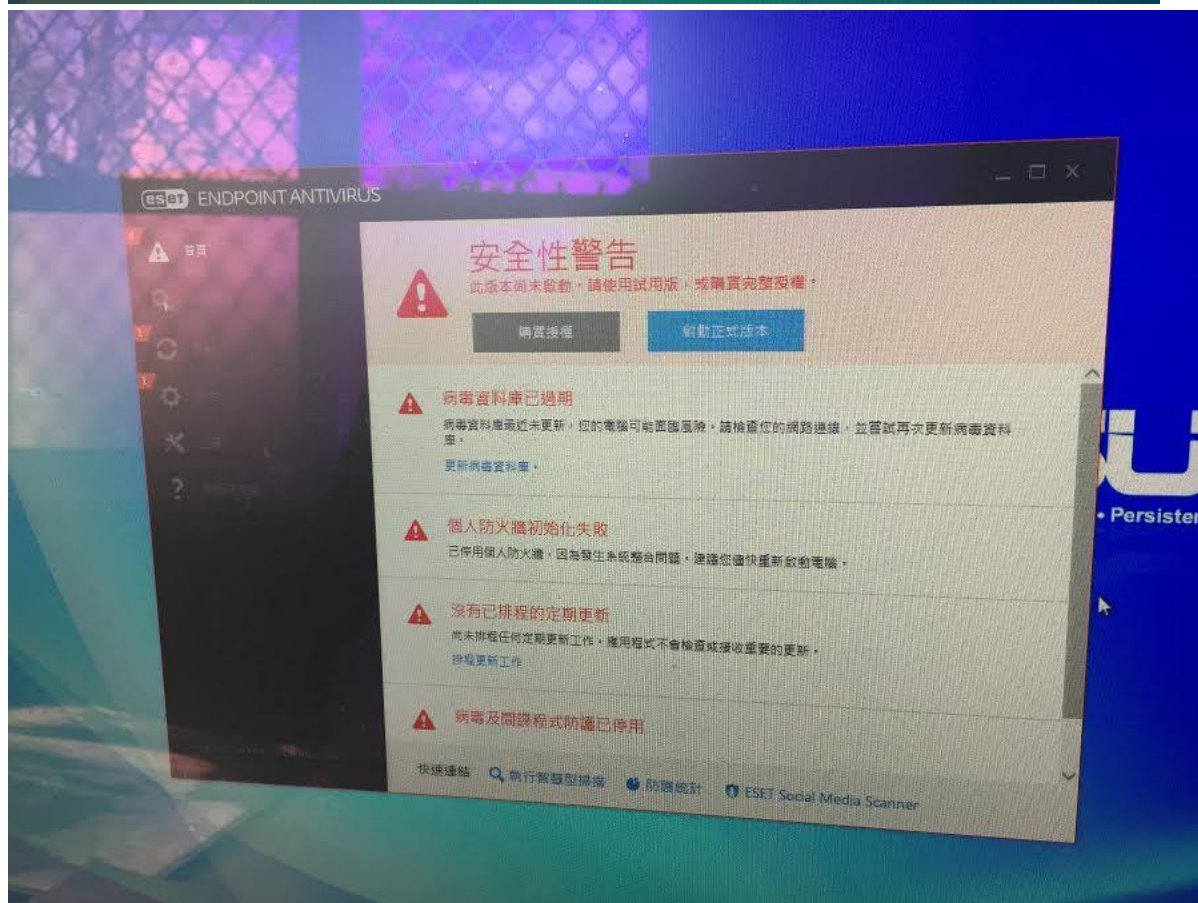 eset ENDPOINT ANTIVIRUS
4
首頁
2
1
?
安全性警告
此版本尚未啟動。請使用試用版，或購買完整授權。
購買授權
啟動正式版本
病毒資料庫已過期
病毒資料庫最近未更新，您的電腦可能面臨風險。請檢查您的網路連線，並嘗試再次更新病毒資料
庫。
更新病毒資料庫。
個人防火牆初始化失敗
已停用個人防火牆，因為發生系統整合問題。建議您儘快重新啟動電腦。
沒有已排程的定期更新
尚未排程任何定期更新工作。應用程式不會檢查或接收重要的更新。
排程更新工作
病毒及間諜程式防護已停用
快速連結
執行智慧型掃描
防護統計
ESET Social Media Scanner
• Persister